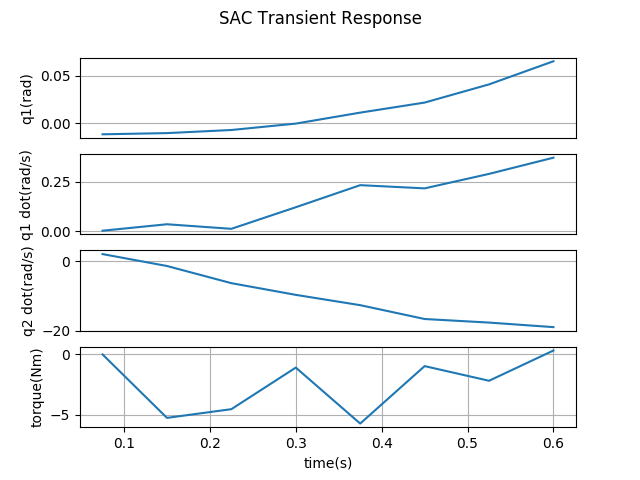 SAC Transient Response
q1(rad)
0.05
0.00
q1 dot(rad/s)
0.25
0.00
q2 dot(rad/s)
0
−20
torque(Nm)
0
−5
0.1 0.2 0.3 0.4 0.5 0.6
time(s)